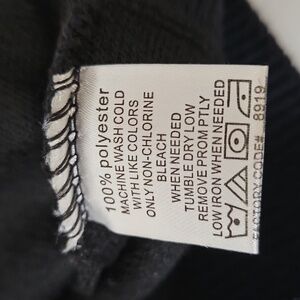 100% polyester
MACHINE WASH COLD
WITH LIKE COLORS
ONLY NON-CHLORINE
BLEACH
WHEN NEEDED
TUMBLE DRY LOW
REMOVE PROMPTLY
LOW IRON WHEN NEEDED
FACTORY CODE# 8919